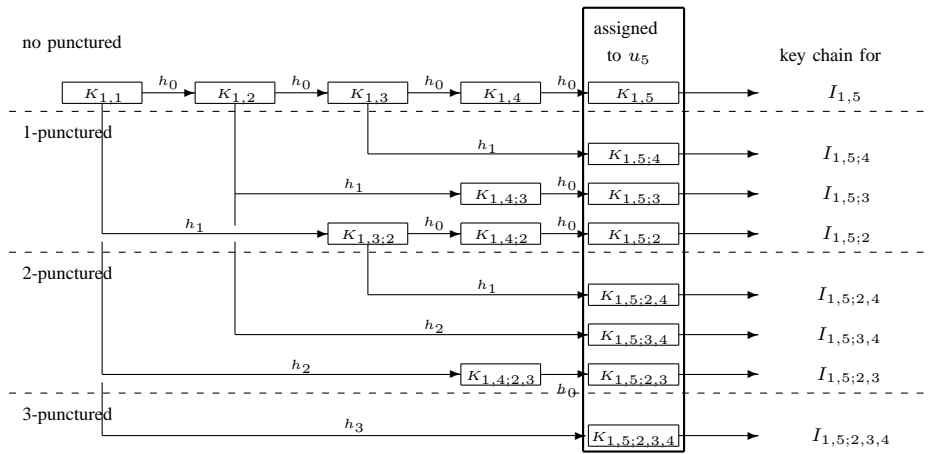 assigned
no punctured to u5 key chain for
K1,1 h0 K1,2 h0 K1,3 h0 K1,4 h0 K1,5 I1,5
1-punctured
h1 K1,5;4 I1,5;4
h1 K1,4;3 h0 K1,5;3 I1,5;3
h1 K1,3;2 h0 K1,4;2 h0 K1,5;2 I1,5;2
2-punctured
h1 K1,5;2,4 I1,5;2,4
h2 K1,5;3,4 I1,5;3,4
h2 K1,4;2,3 h0 K1,5;2,3 I1,5;2,3
3-punctured
h3 K1,5;2,3,4 I1,5;2,3,4